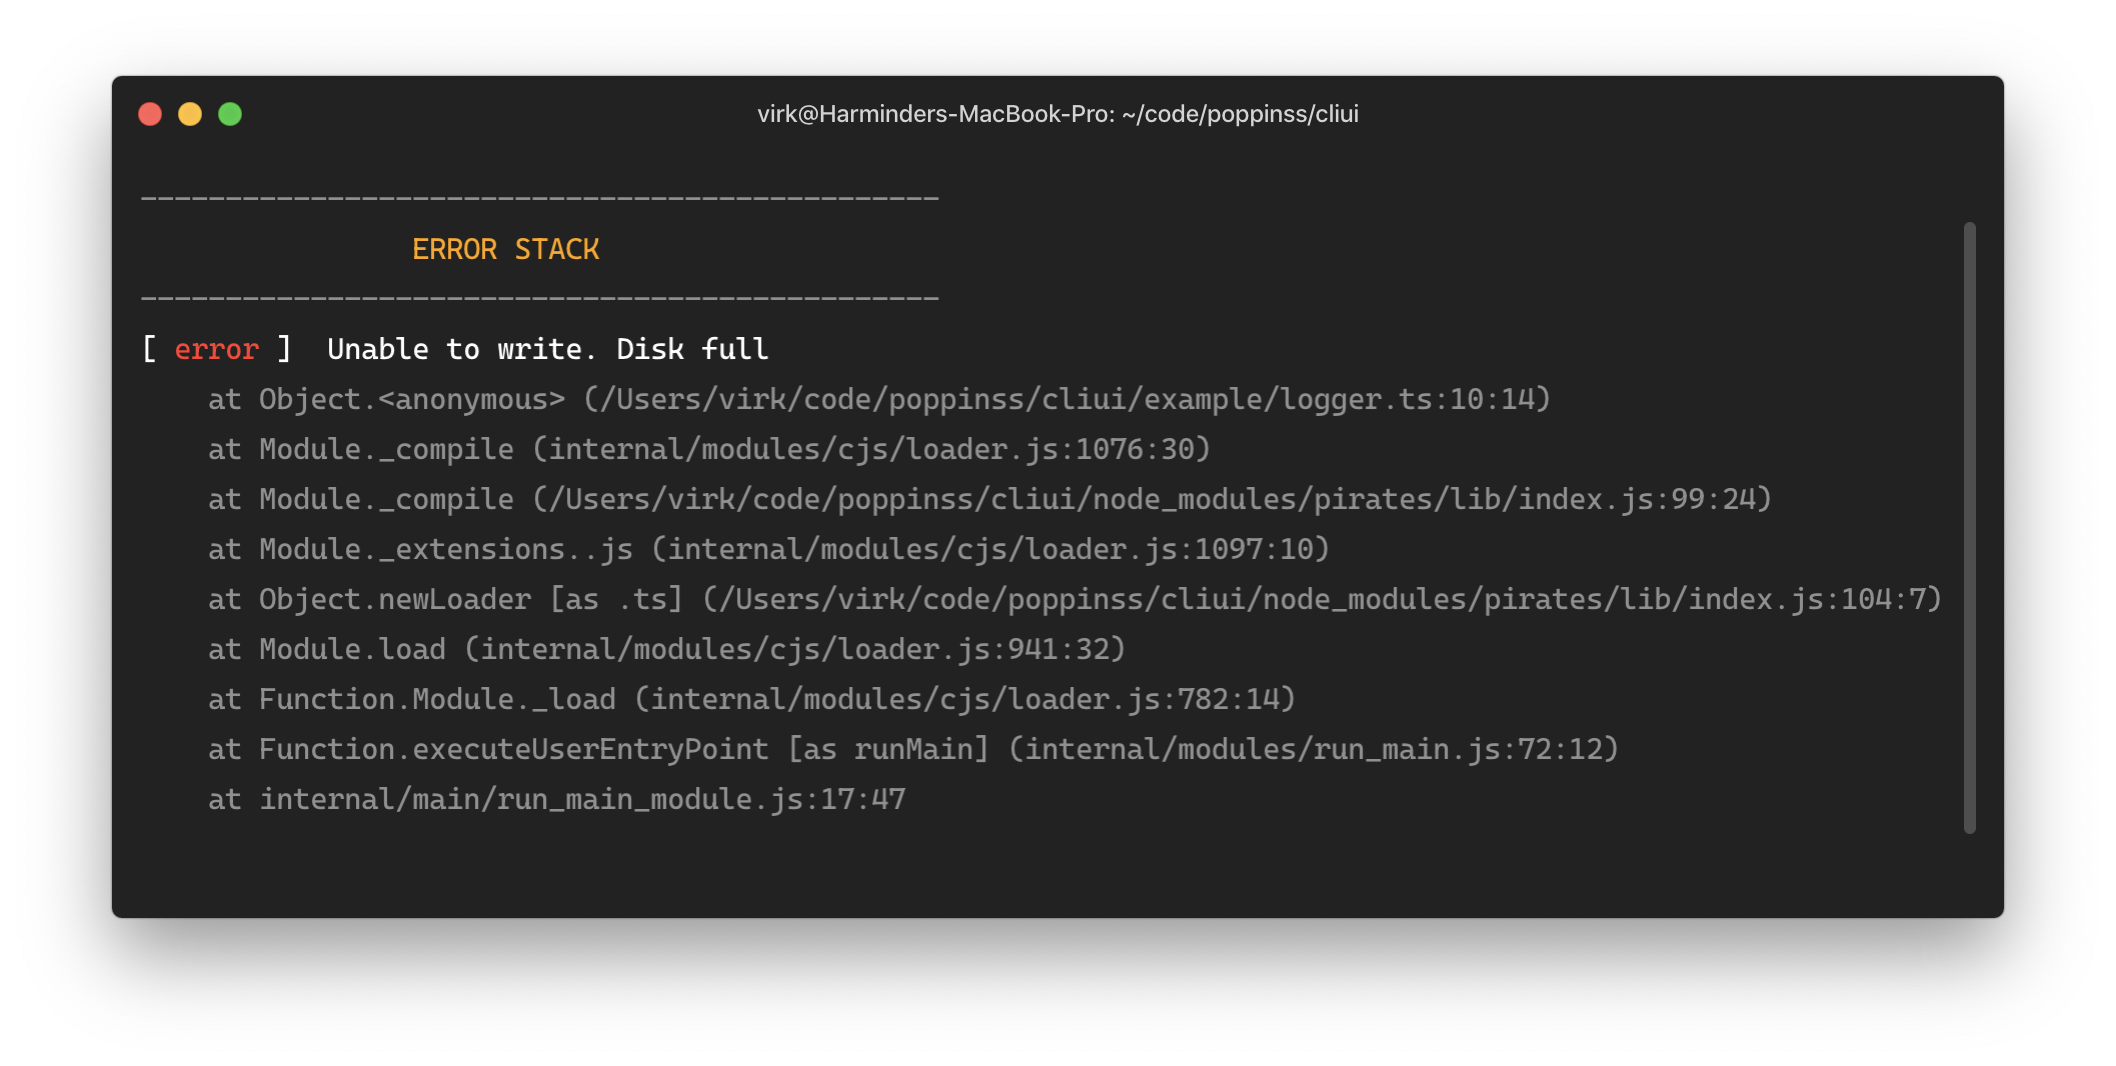 virk@Harminders-MacBook-Pro: ~/code/poppinss/cliui
-----------------------------------------------
ERROR STACK
-----------------------------------------------
[ error ]  Unable to write. Disk full
    at Object.<anonymous> (/Users/virk/code/poppinss/cliui/example/logger.ts:10:14)
    at Module._compile (internal/modules/cjs/loader.js:1076:30)
    at Module._compile (/Users/virk/code/poppinss/cliui/node_modules/pirates/lib/index.js:99:24)
    at Module._extensions..js (internal/modules/cjs/loader.js:1097:10)
    at Object.newLoader [as .ts] (/Users/virk/code/poppinss/cliui/node_modules/pirates/lib/index.js:104:7)
    at Module.load (internal/modules/cjs/loader.js:941:32)
    at Function.Module._load (internal/modules/cjs/loader.js:782:14)
    at Function.executeUserEntryPoint [as runMain] (internal/modules/run_main.js:72:12)
    at internal/main/run_main_module.js:17:47